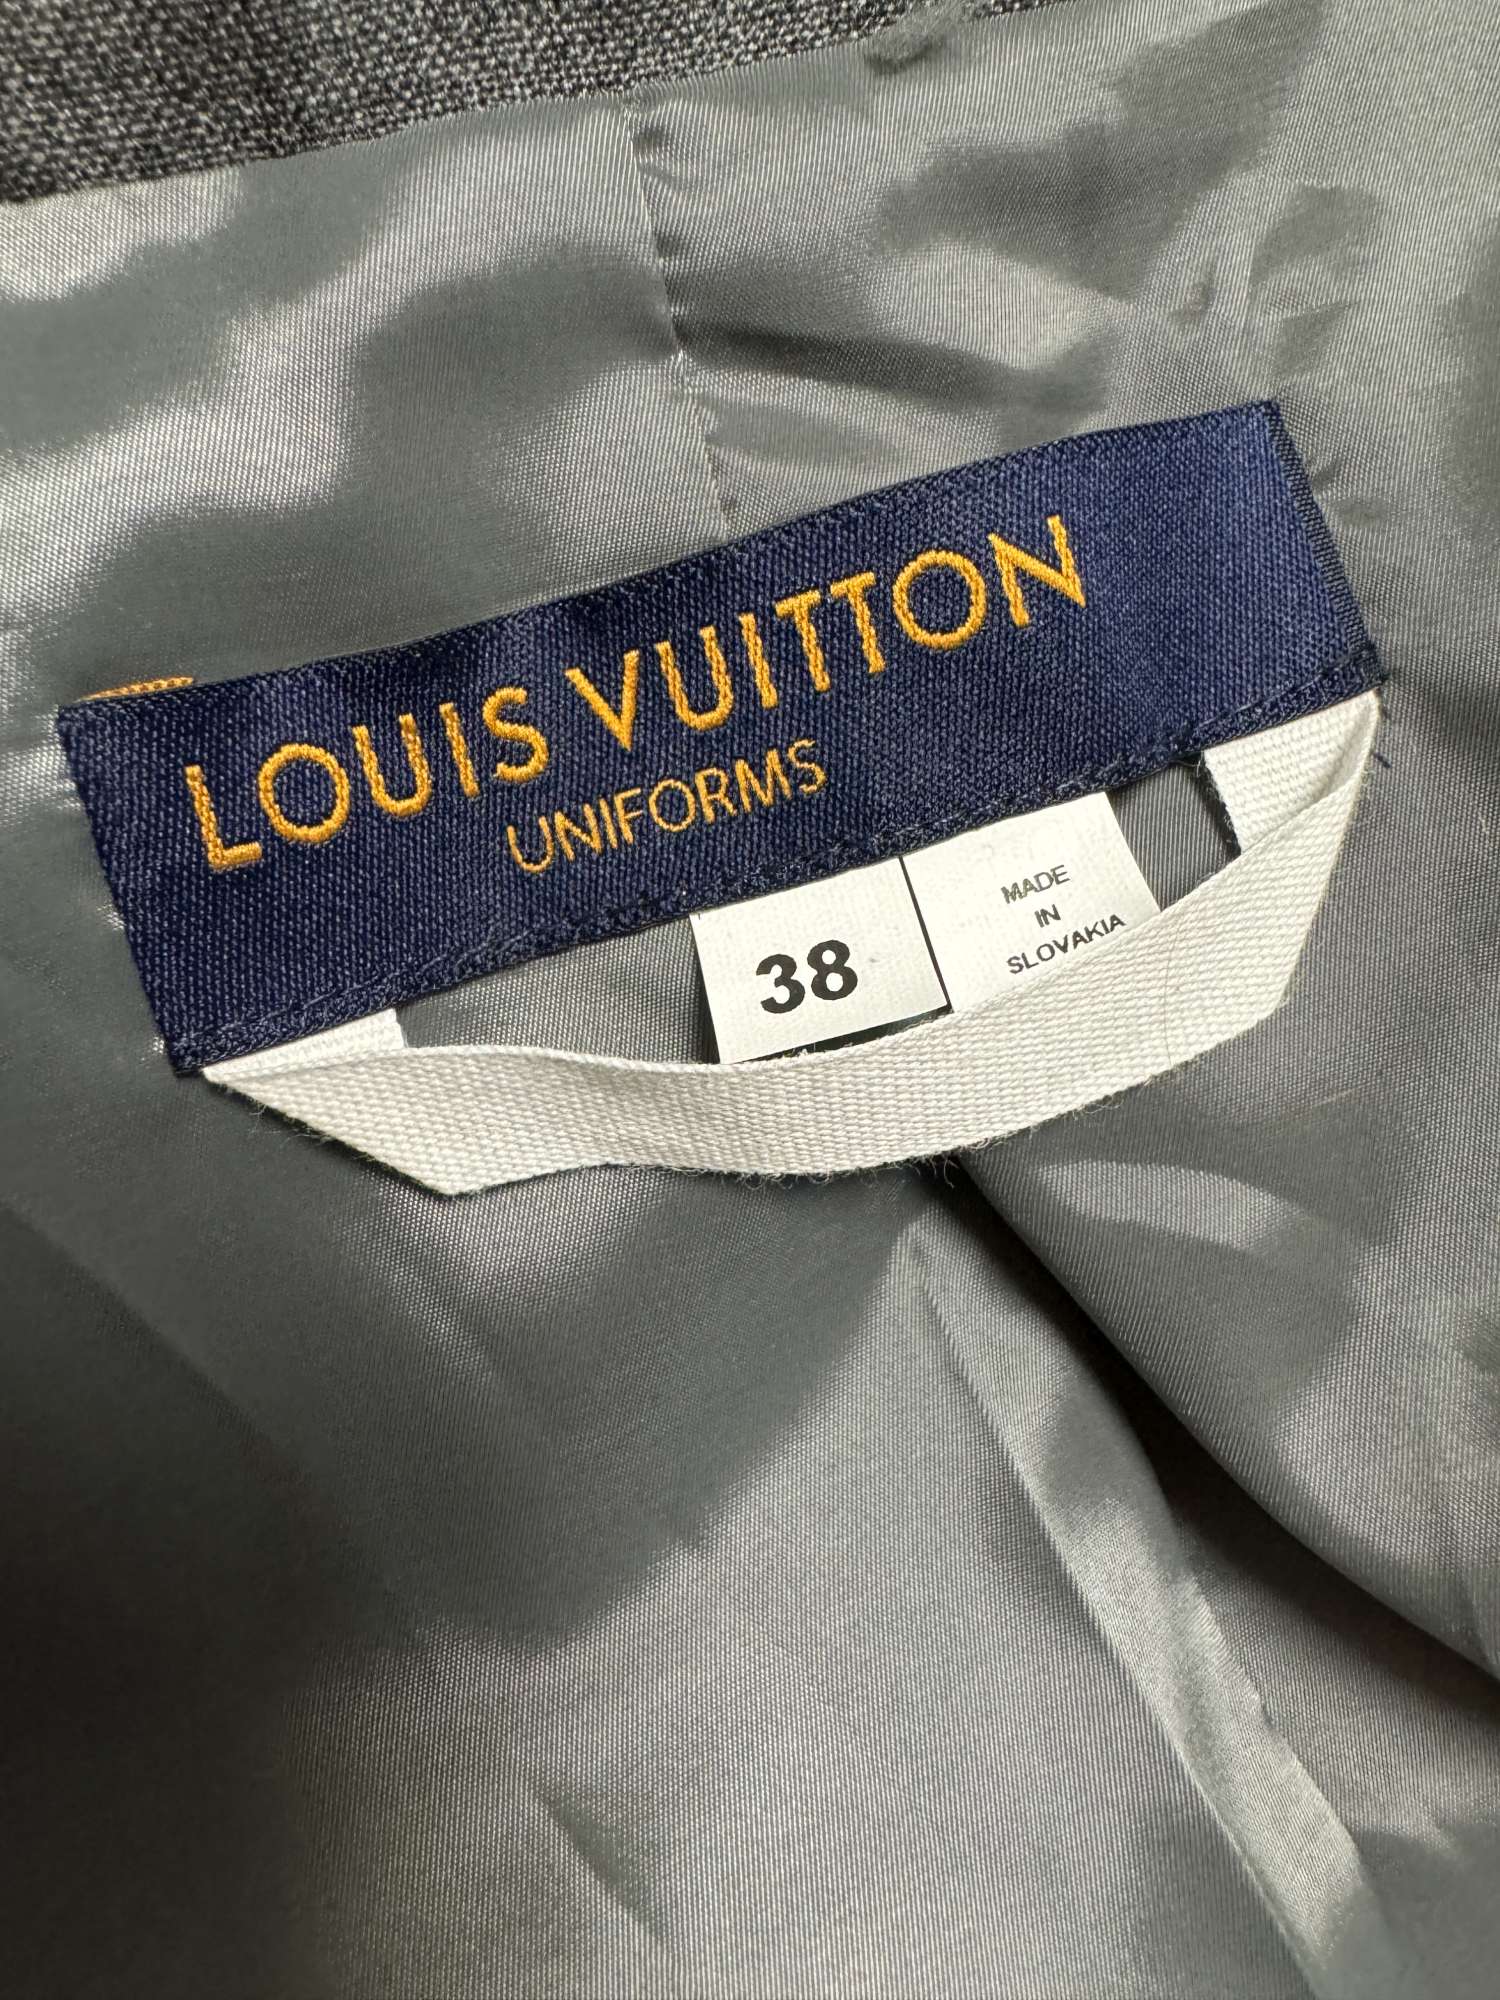 LOUIS VUITTON
UNIFORMS
38
MADE
IN
SLOVAKIA